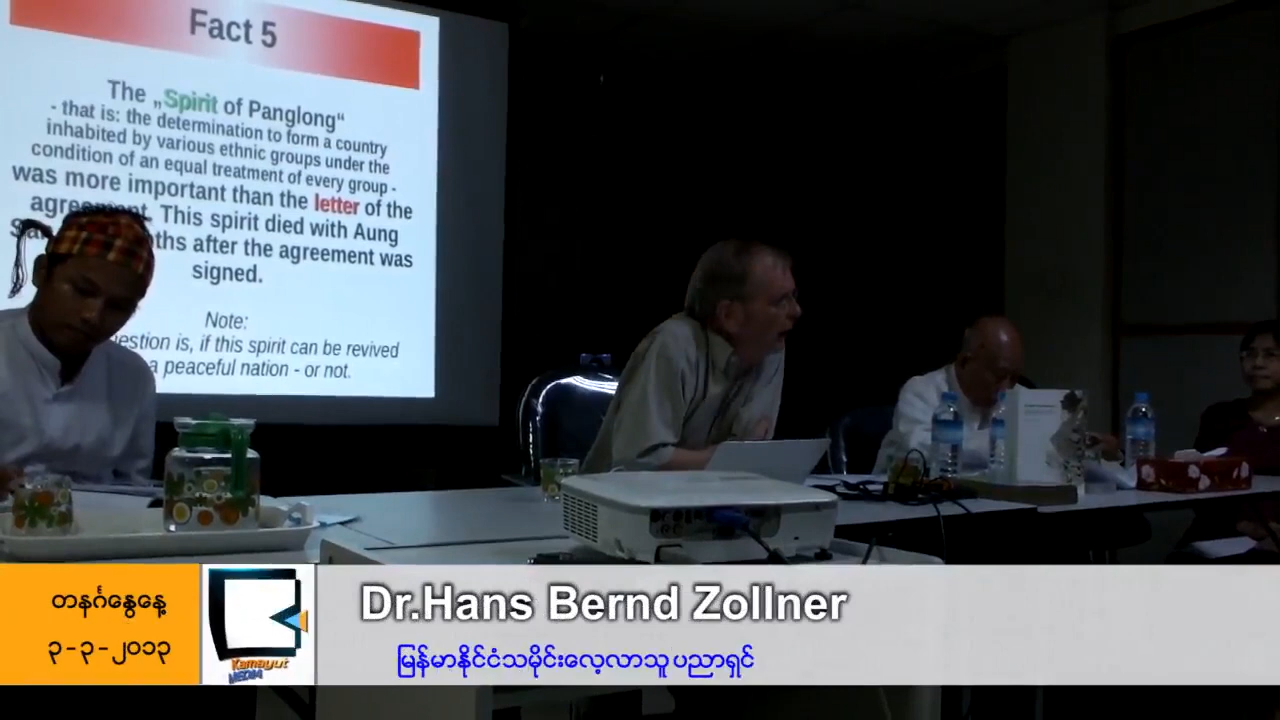 Fact 5
The „Spirit of Panglong“
- that is: the determination to form a country
inhabited by various ethnic groups under the
condition of an equal treatment of every group -
was more important than the letter of the
agreement. This spirit died with Aung
after the agreement was
signed.
Note:
is, if this spirit can be revived
a peaceful nation - or not.
Dr.Hans Bernd Zollner
မြန်မာနိုင်ငံသမိုင်းလေ့လာသူ ပညာရှင်
တနင်္ဂနွေနေ့
၃-၃-၂၀၁၃
Kamayut
MEDIA